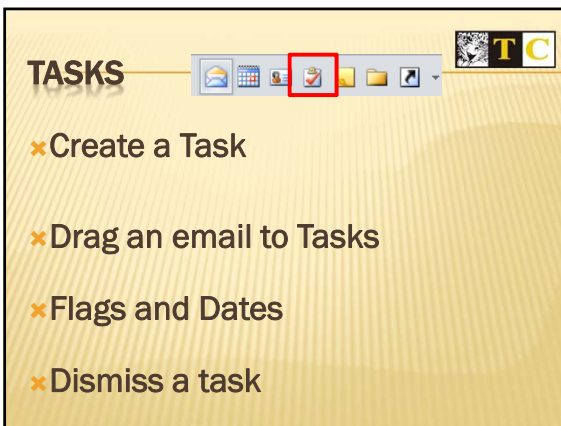 TASKS
TC
Create a Task
Drag an email to Tasks
Flags and Dates
Dismiss a task